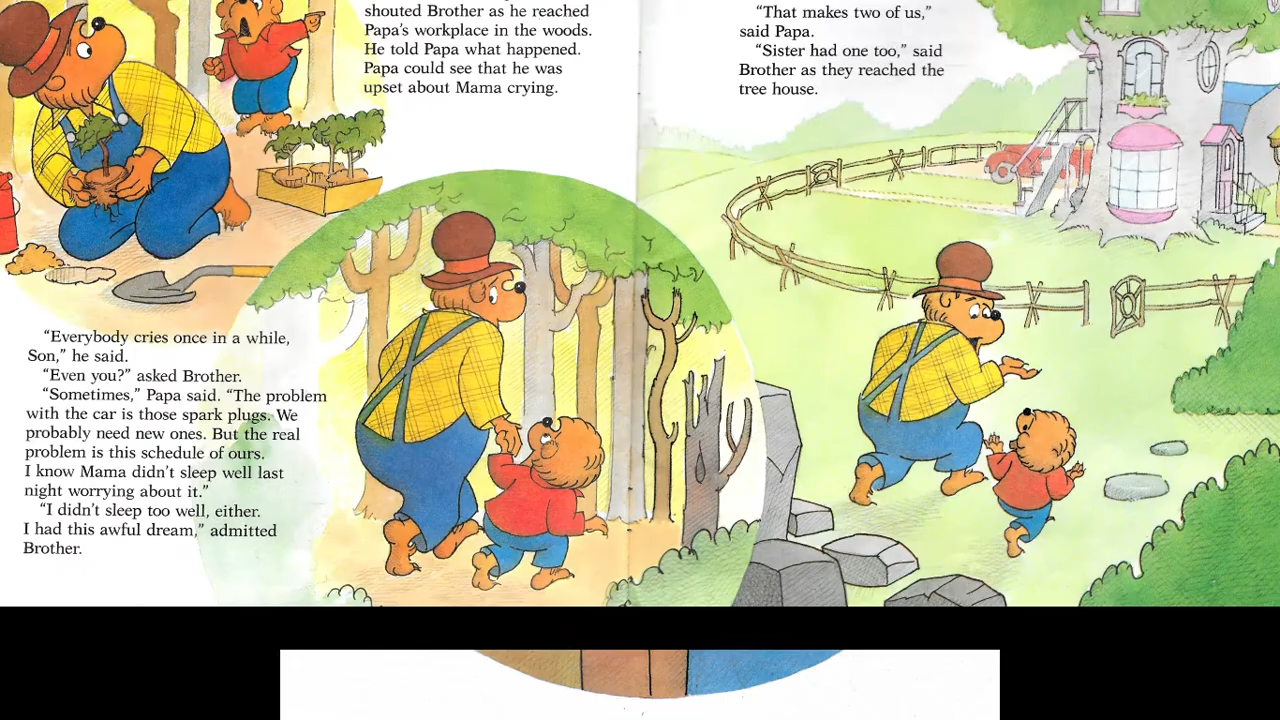 shouted Brother as he reached
Papa's workplace in the woods.
He told Papa what happened.
Papa could see that he was
upset about Mama crying.
“Everybody cries once in a while,
Son,” he said.
“Even you?” asked Brother.
“Sometimes,” Papa said. “The problem
with the car is those spark plugs. We
probably need new ones. But the real
problem is this schedule of ours.
I know Mama didn't sleep well last
night worrying about it.”
“I didn't sleep too well, either.
I had this awful dream,” admitted
Brother.
“That makes two of us,”
said Papa.
“Sister had one too,” said
Brother as they reached the
tree house.